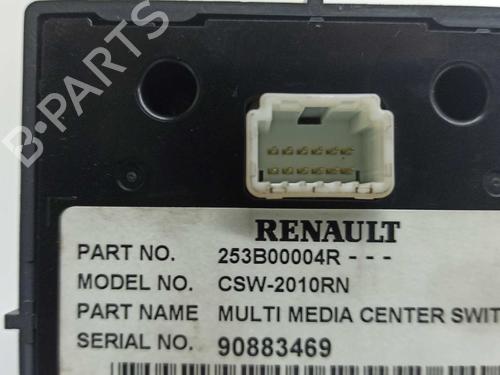 B-PARTS
RENAULT
PART NO. 253B00004R - - -
MODEL NO. CSW-2010RN
PART NAME MULTI MEDIA CENTER SWIT
SERIAL NO. 90883469